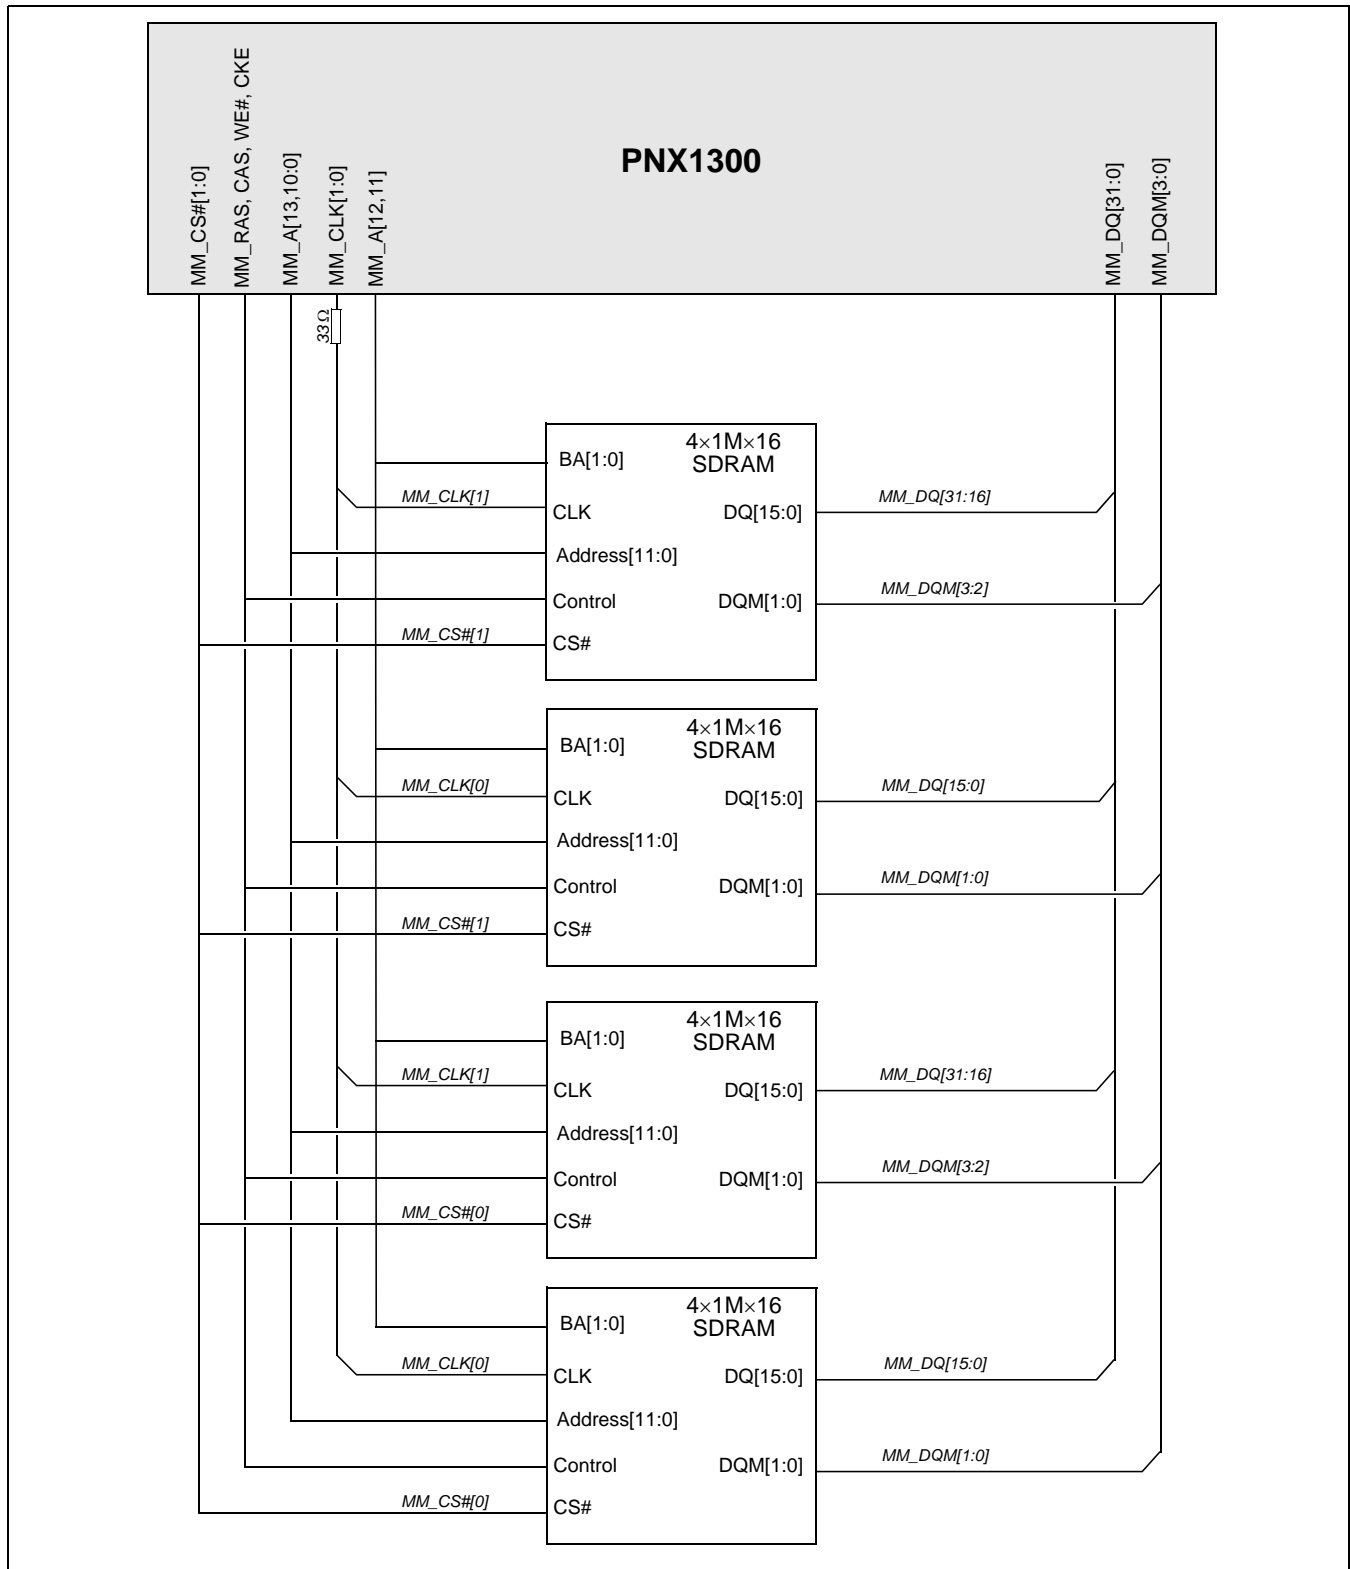 MM_CS#[1:0]
MM_RAS, CAS, WE#, CKE
MM_A[13,10:0]
MM_CLK[1:0]
MM_A[12,11]
PNX1300
MM_DQ[31:0]
MM_DQM[3:0]
33 Ω
4×1M×16
SDRAM
BA[1:0]
MM_CLK[1]
CLK
DQ[15:0]
MM_DQ[31:16]
Address[11:0]
Control
DQM[1:0]
MM_DQM[3:2]
MM_CS#[1]
CS#
4×1M×16
SDRAM
BA[1:0]
MM_CLK[0]
CLK
DQ[15:0]
MM_DQ[15:0]
Address[11:0]
Control
DQM[1:0]
MM_DQM[1:0]
MM_CS#[1]
CS#
4×1M×16
SDRAM
BA[1:0]
MM_CLK[1]
CLK
DQ[15:0]
MM_DQ[31:16]
Address[11:0]
Control
DQM[1:0]
MM_DQM[3:2]
MM_CS#[0]
CS#
4×1M×16
SDRAM
BA[1:0]
MM_CLK[0]
CLK
DQ[15:0]
MM_DQ[15:0]
Address[11:0]
Control
DQM[1:0]
MM_DQM[1:0]
MM_CS#[0]
CS#